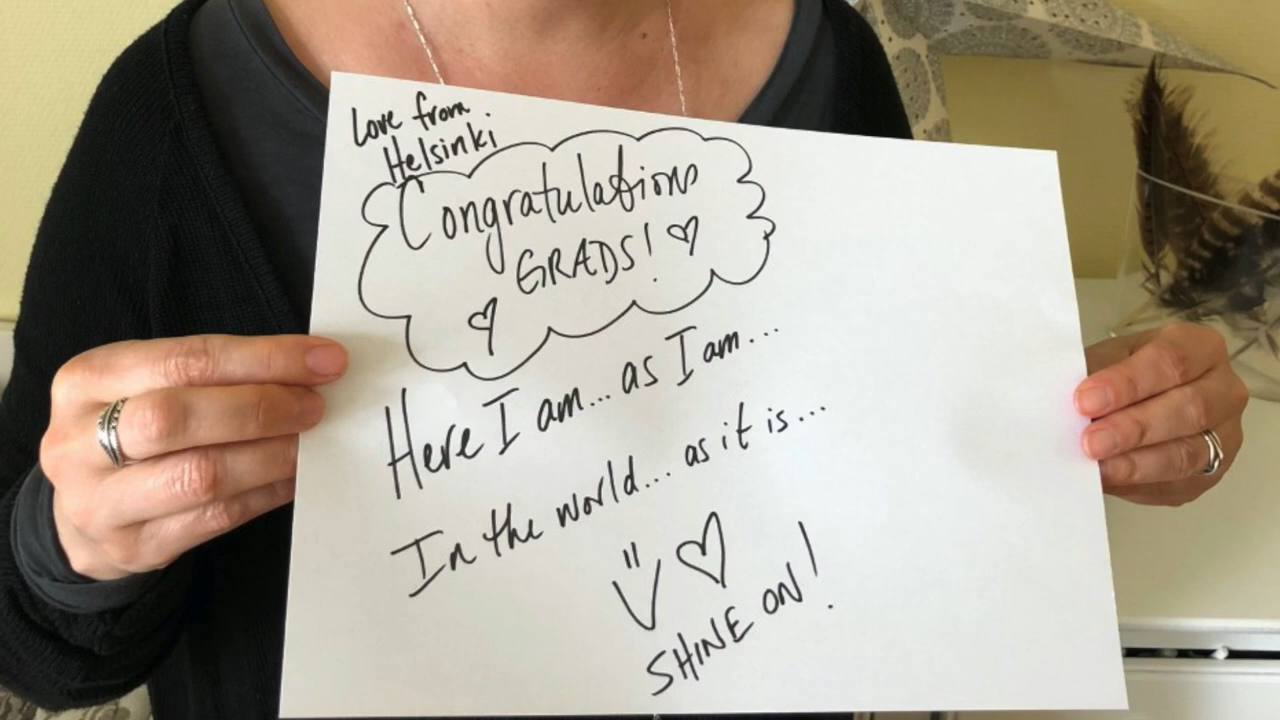 Love from
Helsinki
Congratulations
GRADS!
Here I am... as I am...
In the world... as it is...
SHINE ON!